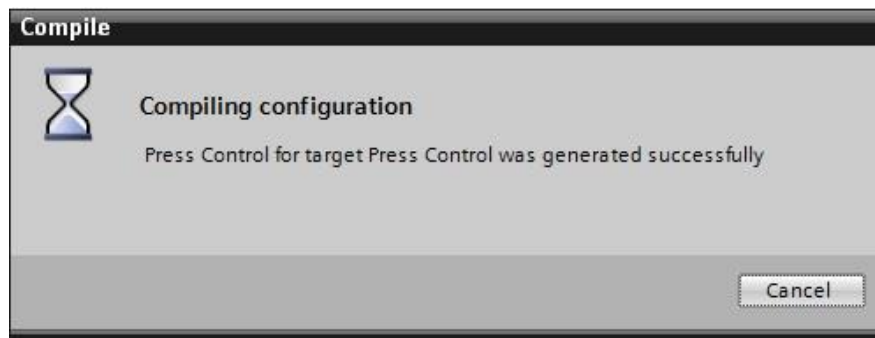 Compile
Compiling configuration
Press Control for target Press Control was generated successfully
Cancel